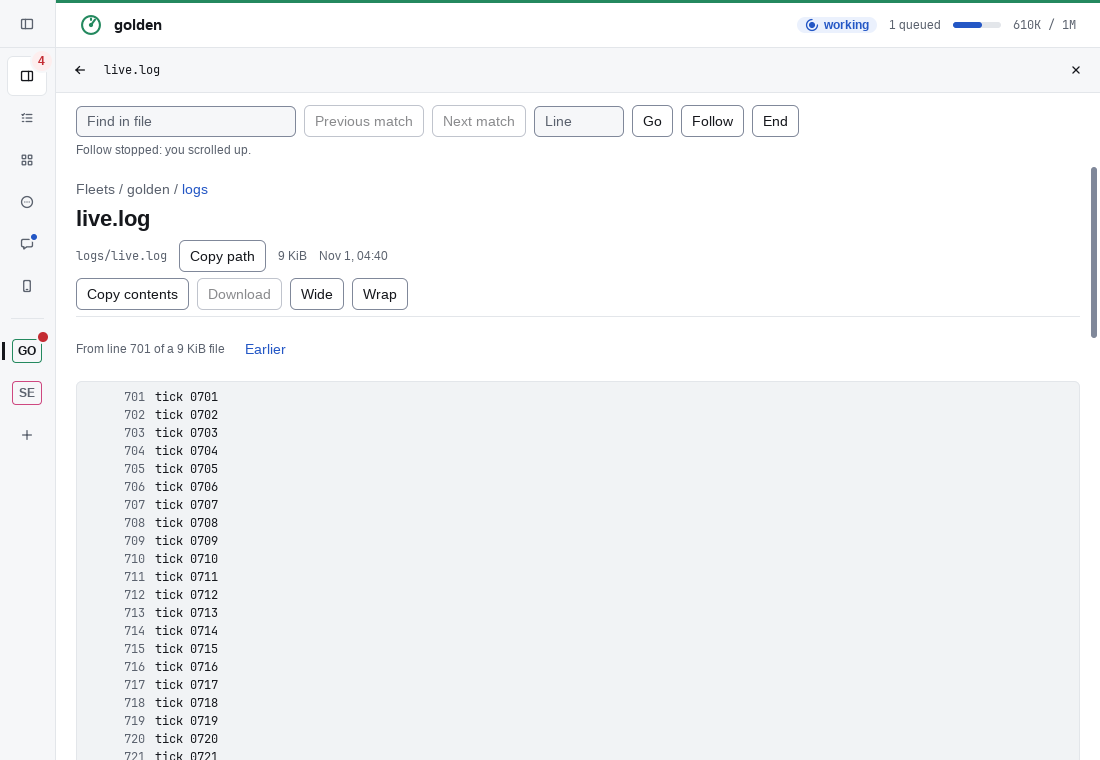 golden
working
1 queued
610K / 1M
4
live.log
Find in file
Previous match
Next match
Line
Go
Follow
End
Follow stopped: you scrolled up.
Fleets / golden / logs
live.log
logs/live.log
Copy path
9 KiB
Nov 1, 04:40
Copy contents
Download
Wide
Wrap
GO
SE
From line 701 of a 9 KiB file
Earlier
701 tick 0701
702 tick 0702
703 tick 0703
704 tick 0704
705 tick 0705
706 tick 0706
707 tick 0707
708 tick 0708
709 tick 0709
710 tick 0710
711 tick 0711
712 tick 0712
713 tick 0713
714 tick 0714
715 tick 0715
716 tick 0716
717 tick 0717
718 tick 0718
719 tick 0719
720 tick 0720
721 tick 0721